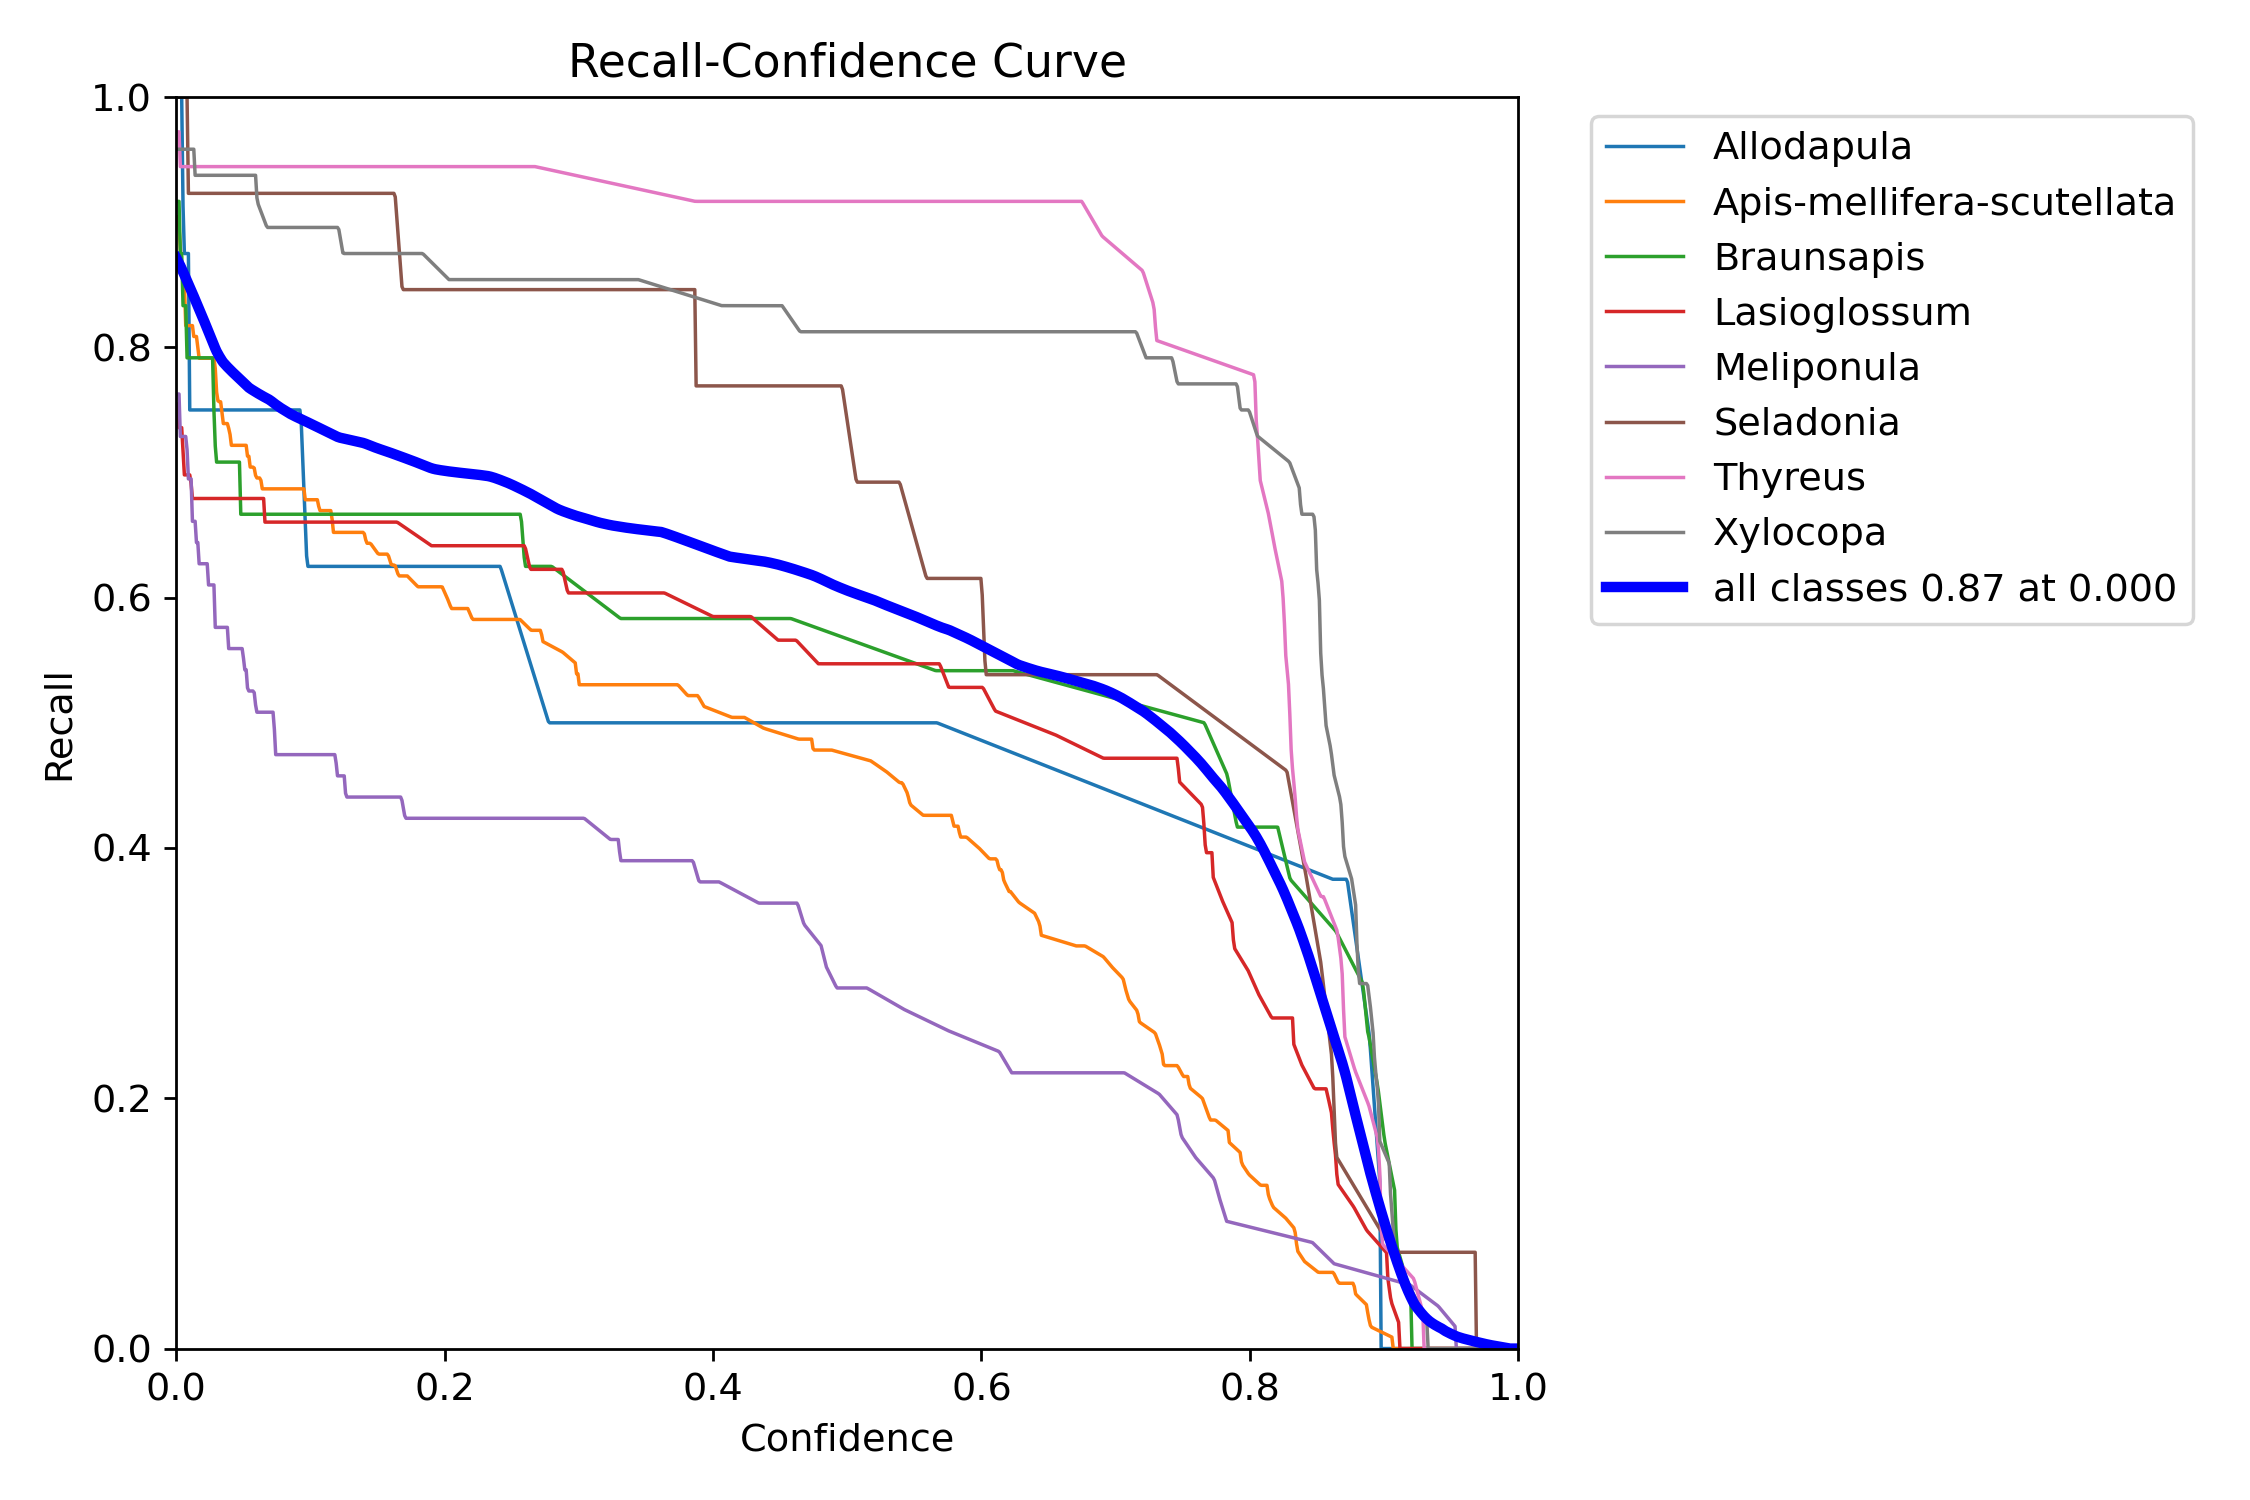 Recall-Confidence Curve
1.0
0.8
0.6
0.4
0.2
0.0
Recall
0.0 0.2 0.4 0.6 0.8 1.0
Confidence
Allodapula
Apis-mellifera-scutellata
Braunsapis
Lasioglossum
Meliponula
Seladonia
Thyreus
Xylocopa
all classes 0.87 at 0.000